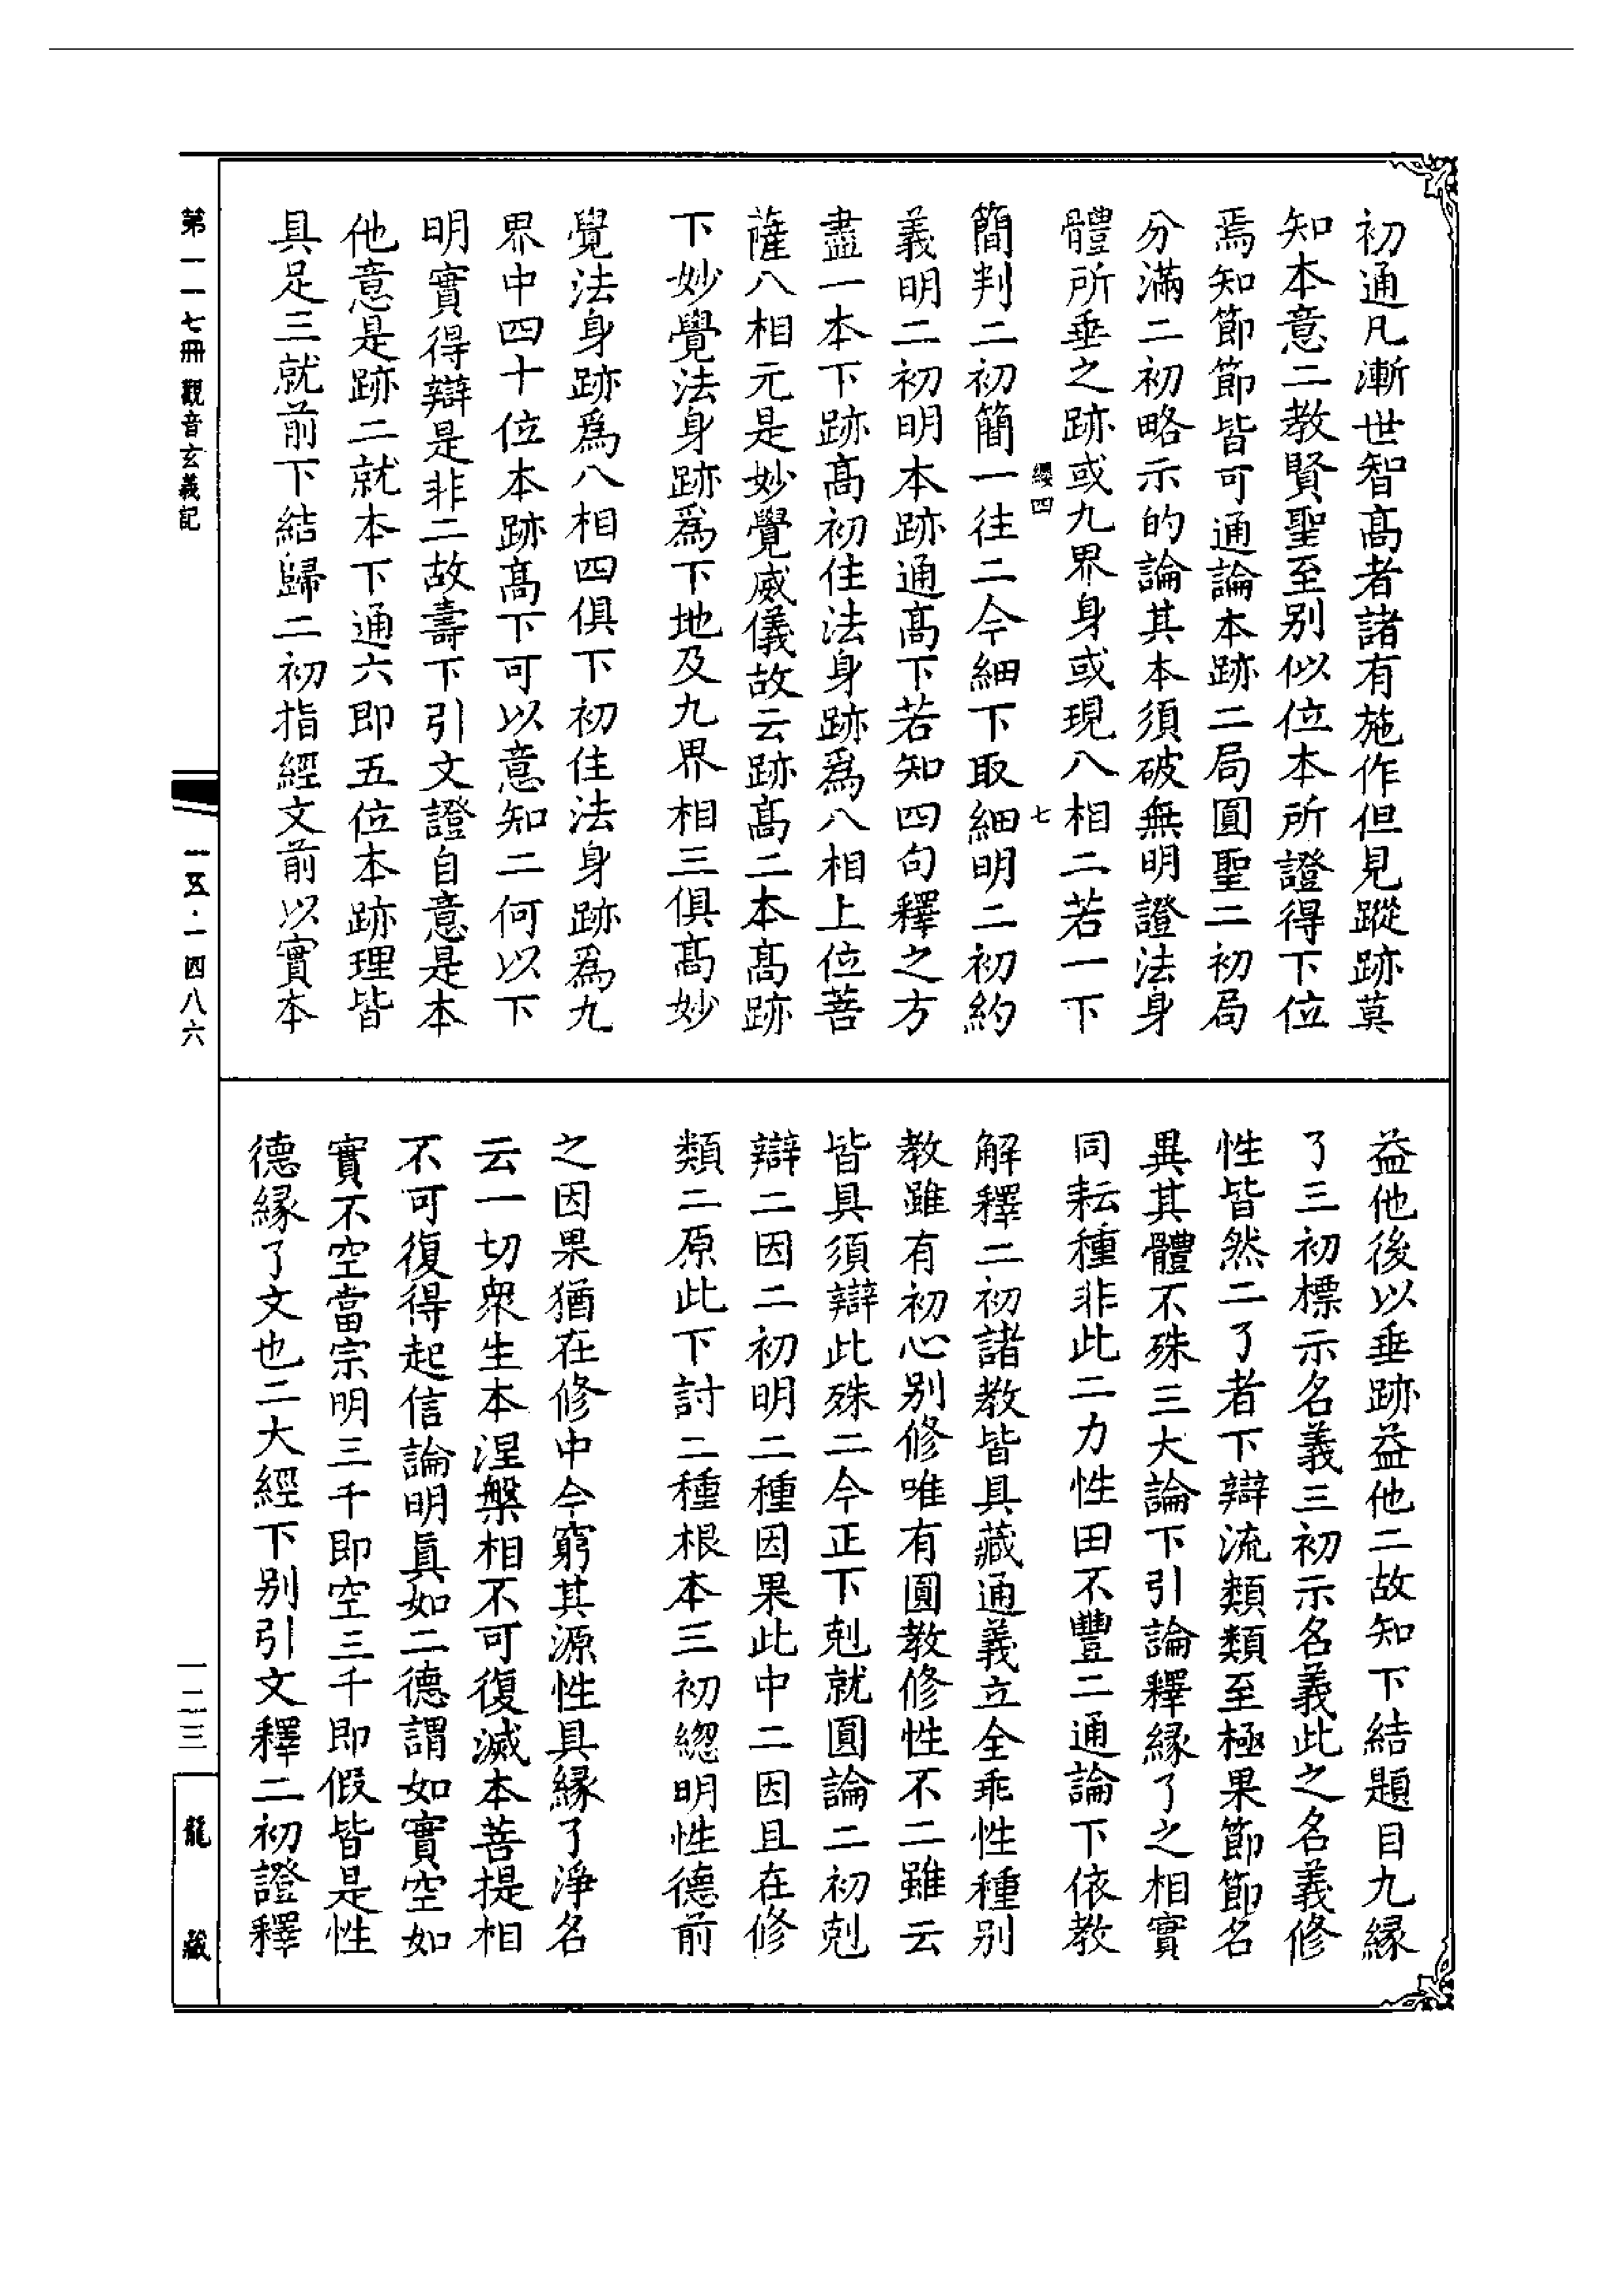 初通凡漸世智高者諸有施作但見蹤跡莫
知本意二教賢聖至别似位本所證得下位
焉知節節皆可通論本跡二局圓聖二初局
分滿二初略示的論其本須破無明證法身
體所垂之跡或九界身或現八相二若一下
纓四 七
簡判二初簡一往二今細下取細明二初約
義明二初明本跡通高下若知四句釋之方
盡一本下跡高初住法身跡爲八相上位菩
薩八相元是妙覺威儀故云跡高二本高跡
下妙覺法身跡爲下地及九界相三俱高妙
覺法身跡爲八相四俱下初住法身跡爲九
界中四十位本跡高下可以意知二何以下
明實得辯是非二故壽下引文證自意是本
他意是跡二就本下通六即五位本跡理皆
具足三就前下結歸二初指經文前以實本
益他後以垂跡益他二故知下結題目九緣
了三初標示名義三初示名義此之名義修
性皆然二了者下辯流類類至極果節節名
異其體不殊三大論下引論釋緣了之相實
同耘種非此二力性田不豐二通論下依教
解釋二初諸教皆具藏通義立全乖性種别
教雖有初心别修唯有圓教修性不二雖云
皆具須辯此殊二今正下剋就圓論二初剋
辯二因二初明二種因果此中二因且在修
類二原此下討二種根本三初總明性德前
之因果猶在修中今窮其源性具緣了淨名
云一切衆生本涅槃相不可復滅本菩提相
不可復得起信論明眞如二德謂如實空如
實不空當宗明三千即空三千即假皆是性
德緣了文也二大經下别引文釋二初證釋
第一一七冊 觀音玄義記
一五·一四八六
一二三
龍藏